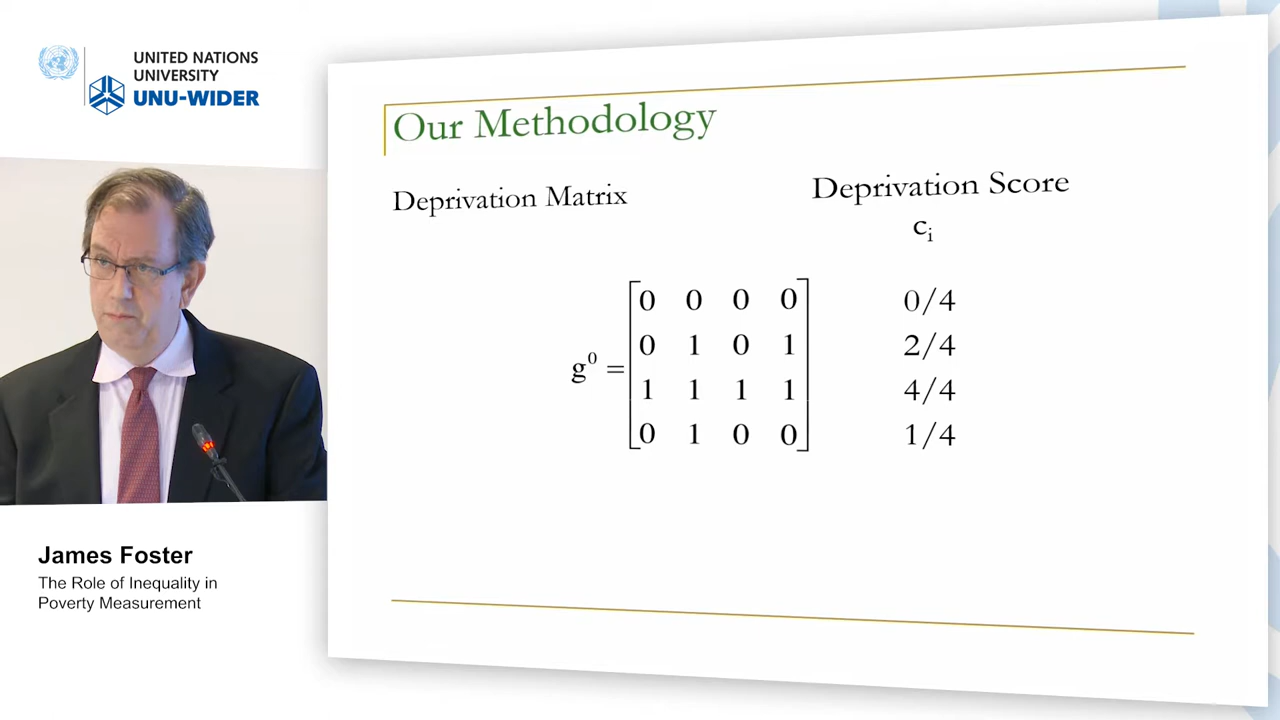 UNITED NATIONS
UNIVERSITY
UNU-WIDER
Our Methodology
Deprivation Matrix
Deprivation Score
cᵢ
g⁰ =
0 0 0 0 0/4
0 1 0 1 2/4
1 1 1 1 4/4
0 1 0 0 1/4
James Foster
The Role of Inequality in
Poverty Measurement